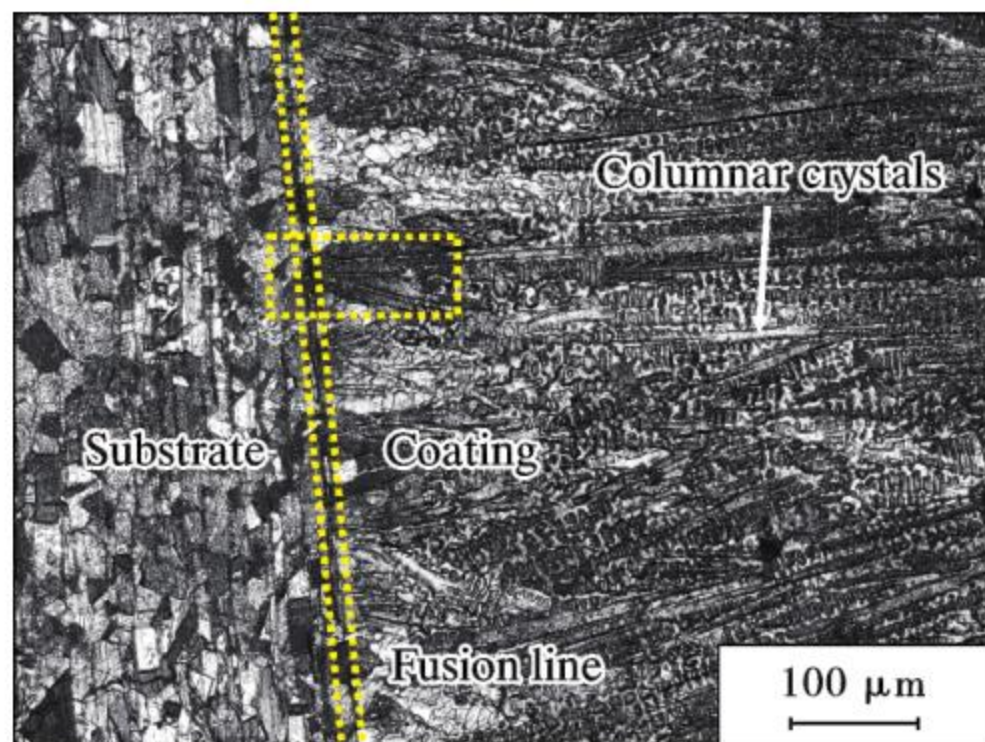 Columnar crystals
Substrate
Coating
Fusion line
100 μm